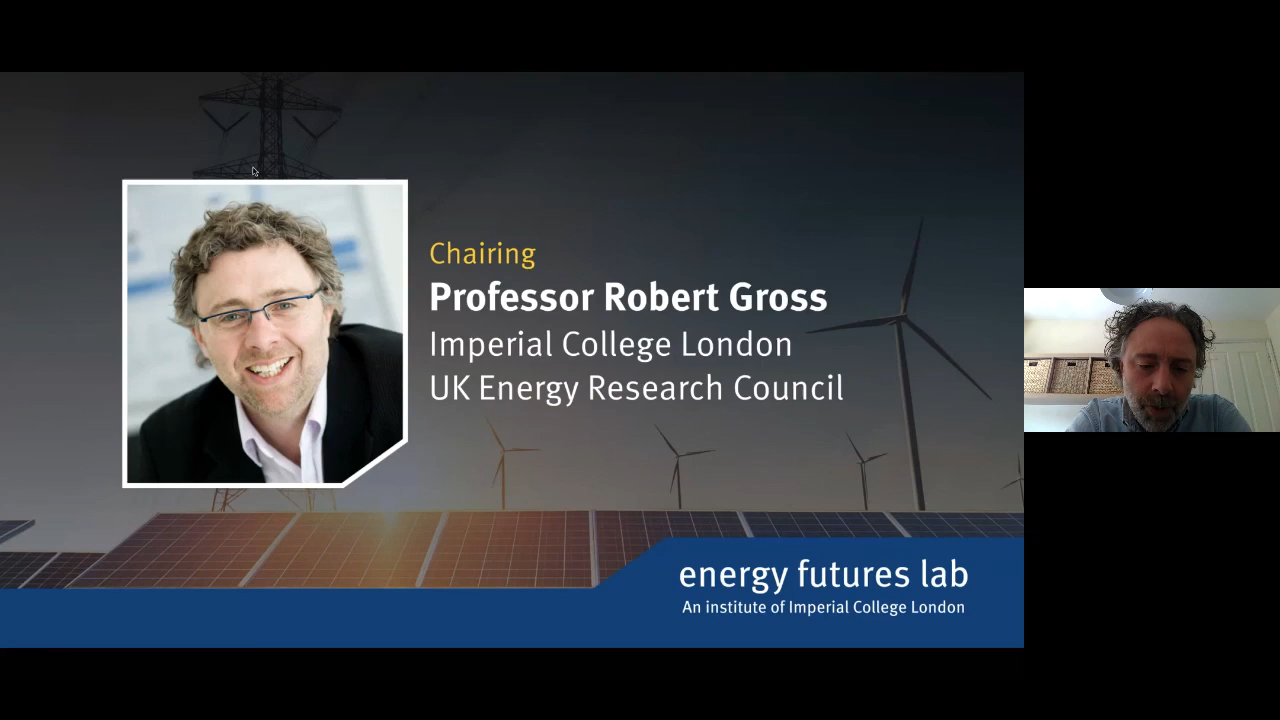 Chairing
Professor Robert Gross
Imperial College London
UK Energy Research Council
energy futures lab
An institute of Imperial College London